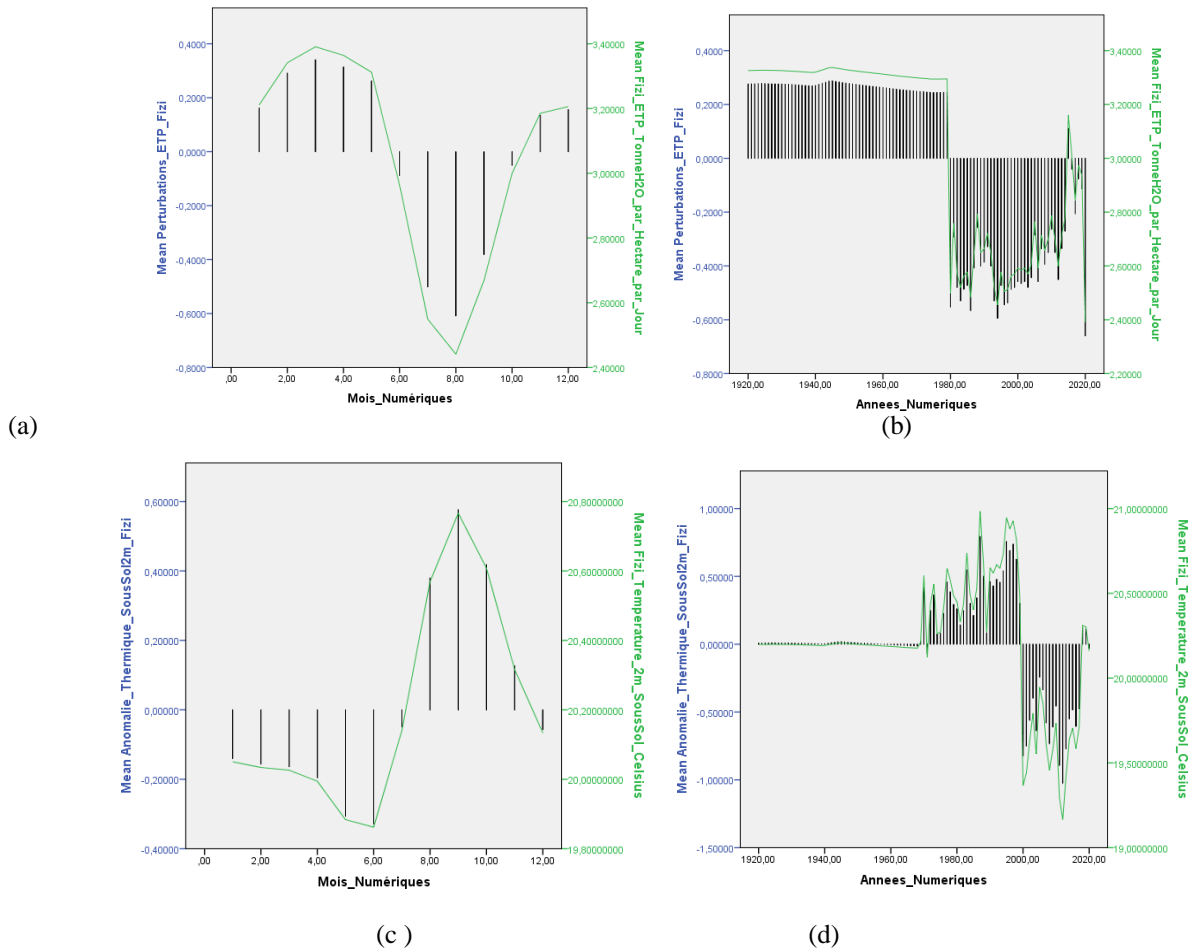 0,4000
0,2000
0,0000
-0,2000
-0,4000
-0,6000
-0,8000
Mean Perturbations_ETP_Fizi
3,40000
3,20000
3,00000
2,80000
2,60000
2,40000
Mean Fizi_ETP_TonneH2O_par_Hectare_par_Jour
,00 2,00 4,00 6,00 8,00 10,00 12,00
Mois_Numériques
(a)
0,4000
0,2000
0,0000
-0,2000
-0,4000
-0,6000
-0,8000
Mean Perturbations_ETP_Fizi
3,40000
3,20000
3,00000
2,80000
2,60000
2,40000
2,20000
Mean Fizi_ETP_TonneH2O_par_Hectare_par_Jour
1920,00 1940,00 1960,00 1980,00 2000,00 2020,00
Annees_Numeriques
(b)
0,60000
0,40000
0,20000
0,00000
-0,20000
-0,40000
Mean Anomalie_Thermique_SousSol2m_Fizi
20,80000000
20,60000000
20,40000000
20,20000000
20,00000000
19,80000000
Mean Fizi_Temperature_2m_SousSol_Celsius
,00 2,00 4,00 6,00 8,00 10,00 12,00
Mois_Numériques
(c )
1,00000
0,50000
0,00000
-0,50000
-1,00000
-1,50000
Mean Anomalie_Thermique_SousSol2m_Fizi
21,00000000
20,50000000
20,00000000
19,50000000
19,00000000
Mean Fizi_Temperature_2m_SousSol_Celsius
1920,00 1940,00 1960,00 1980,00 2000,00 2020,00
Annees_Numeriques
(d)